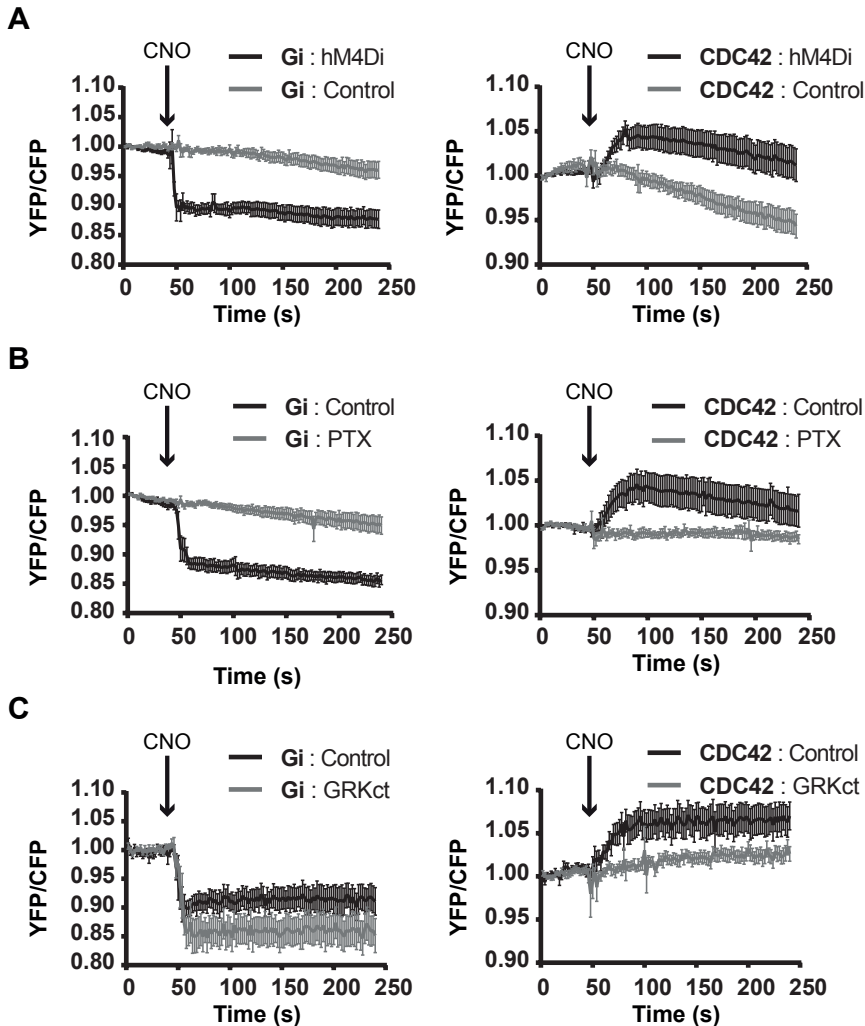 A
CNO
Gi : hM4Di
Gi : Control
1.10
1.05
1.00
0.95
0.90
0.85
0.80
YFP/CFP
0 50 100 150 200 250
Time (s)
CNO
CDC42 : hM4Di
CDC42 : Control
1.10
1.05
1.00
0.95
0.90
YFP/CFP
0 50 100 150 200 250
Time (s)
B
CNO
Gi : Control
Gi : PTX
1.10
1.05
1.00
0.95
0.90
0.85
0.80
YFP/CFP
0 50 100 150 200 250
Time (s)
CNO
CDC42 : Control
CDC42 : PTX
1.10
1.05
1.00
0.95
0.90
YFP/CFP
0 50 100 150 200 250
Time (s)
C
CNO
Gi : Control
Gi : GRKct
1.10
1.05
1.00
0.95
0.90
0.85
0.80
YFP/CFP
0 50 100 150 200 250
Time (s)
CNO
CDC42 : Control
CDC42 : GRKct
1.10
1.05
1.00
0.95
0.90
YFP/CFP
0 50 100 150 200 250
Time (s)